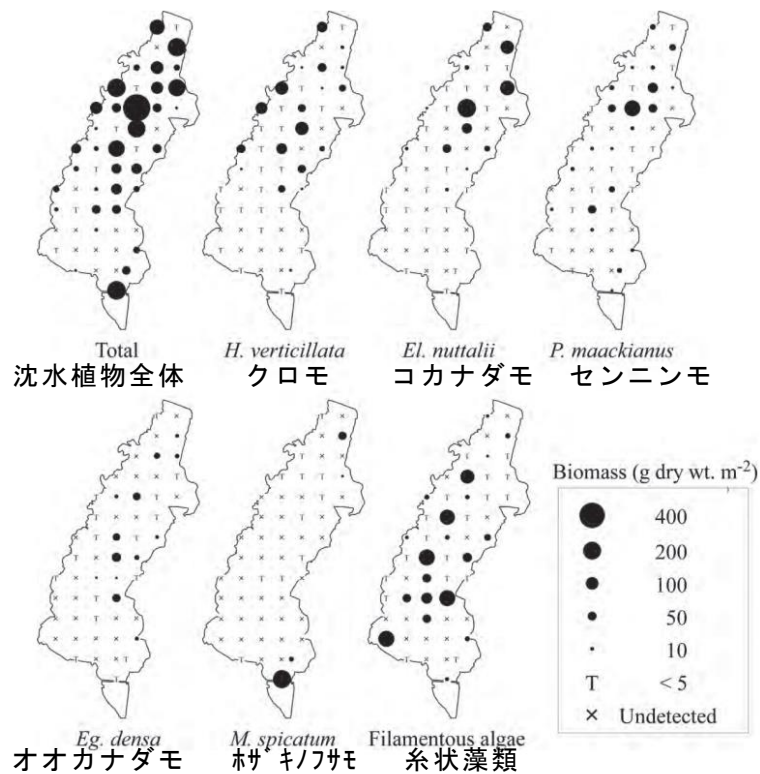 Total
沈水植物全体
H. verticillata
クロモ
El. nuttalii
コカナダモ
P. maackianus
センニンモ
Eg. densa
オオカナダモ
M. spicatum
ホザキノフサモ
Filamentous algae
糸状藻類
Biomass (g dry wt. m-2)
400
200
100
50
10
T < 5
× Undetected